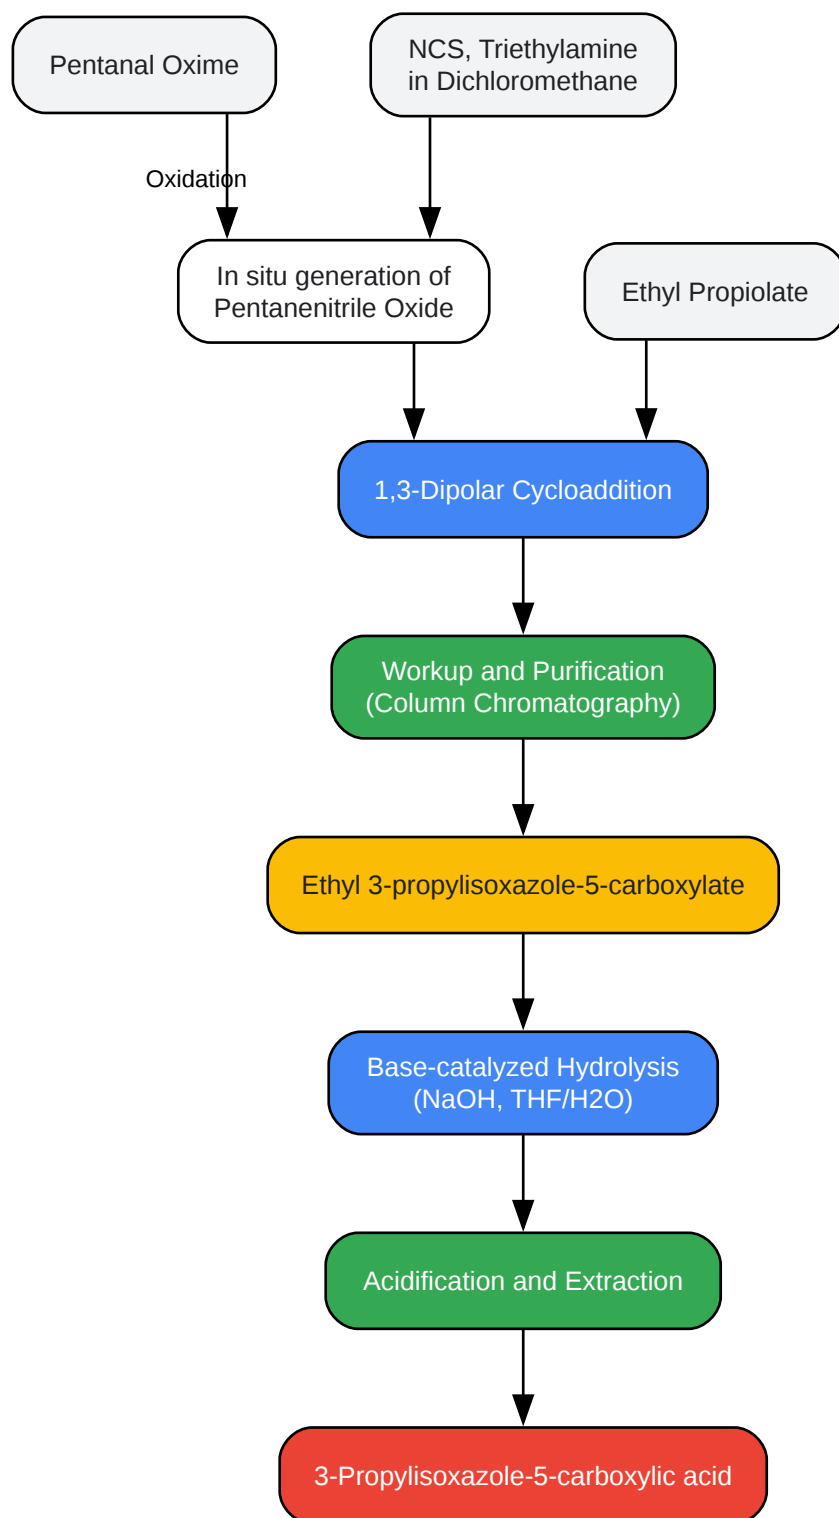 Pentanal Oxime
NCS, Triethylamine
in Dichloromethane
Oxidation
In situ generation of
Pentanenitrile Oxide
Ethyl Propiolate
1,3-Dipolar Cycloaddition
Workup and Purification
(Column Chromatography)
Ethyl 3-propylisoxazole-5-carboxylate
Base-catalyzed Hydrolysis
(NaOH, THF/H2O)
Acidification and Extraction
3-Propylisoxazole-5-carboxylic acid